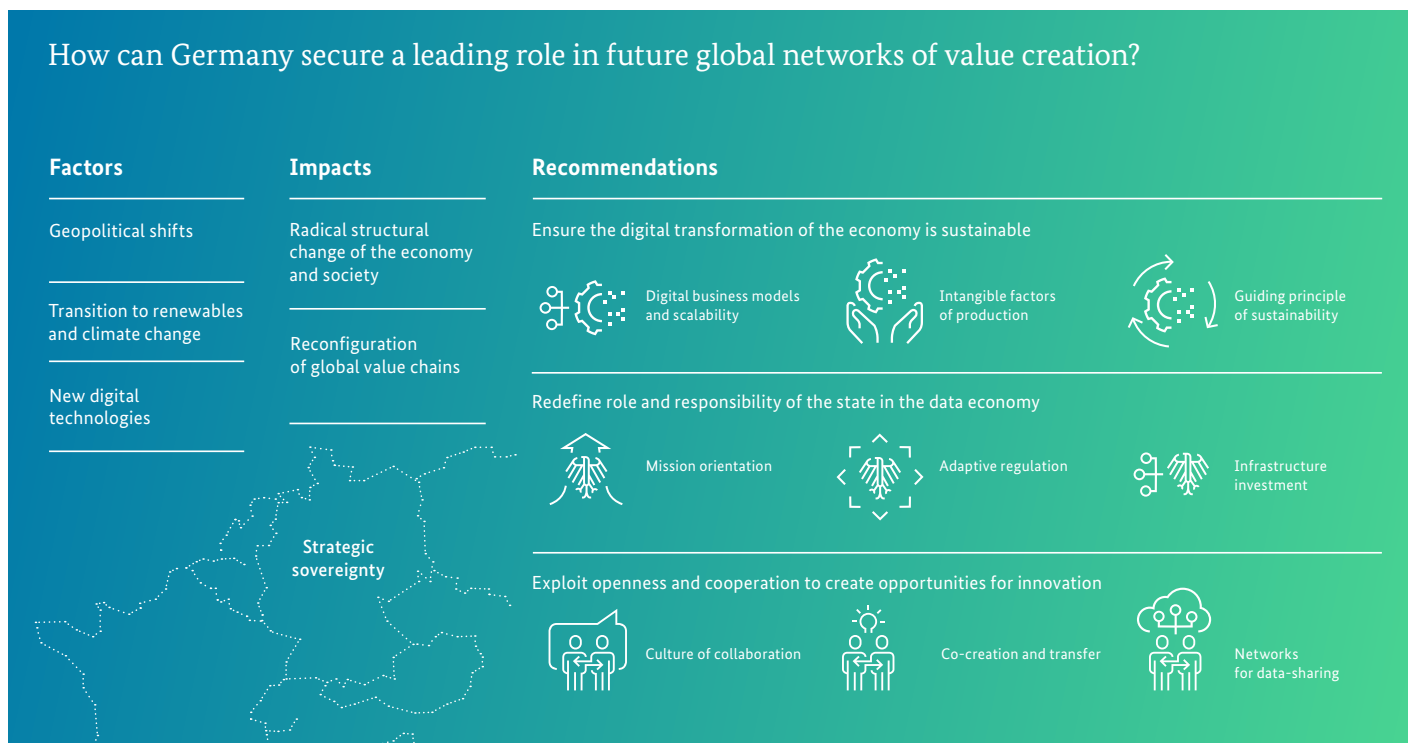 How can Germany secure a leading role in future global networks of value creation?
Factors
Geopolitical shifts
Transition to renewables
and climate change
New digital
technologies
Impacts
Radical structural
change of the economy
and society
Reconfiguration
of global value chains
Strategic
sovereignty
Recommendations
Ensure the digital transformation of the economy is sustainable
Digital business models
and scalability
Intangible factors
of production
Guiding principle
of sustainability
Redefine role and responsibility of the state in the data economy
Mission orientation
Adaptive regulation
Infrastructure
investment
Exploit openness and cooperation to create opportunities for innovation
Culture of collaboration
Co-creation and transfer
Networks
for data-sharing